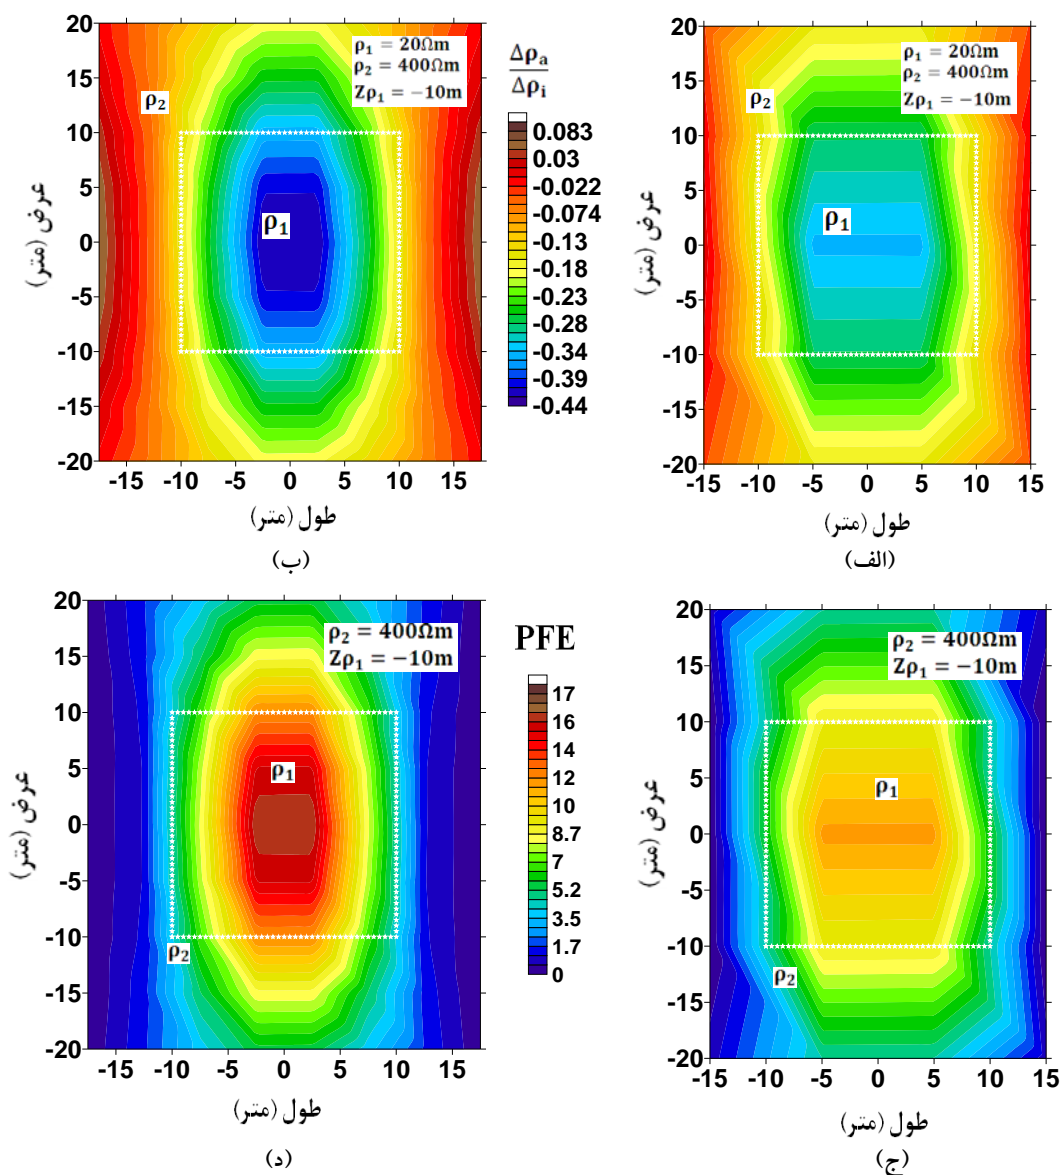 20
15
10
5
0
-5
-10
-15
-20
-15 -10 -5 0 5 10 15
عرض (متر)
طول (متر)
(ب)
ρ₁ = 20Ωm
ρ₂ = 400Ωm
Zρ₁ = −10m
ρ₂
ρ₁
Δρₐ
Δρᵢ
0.083
0.03
-0.022
-0.074
-0.13
-0.18
-0.23
-0.28
-0.34
-0.39
-0.44
20
15
10
5
0
-5
-10
-15
-20
-15 -10 -5 0 5 10 15
عرض (متر)
طول (متر)
(الف)
ρ₁ = 20Ωm
ρ₂ = 400Ωm
Zρ₁ = −10m
ρ₂
ρ₁
20
15
10
5
0
-5
-10
-15
-20
-15 -10 -5 0 5 10 15
عرض (متر)
طول (متر)
(د)
ρ₂ = 400Ωm
Zρ₁ = −10m
ρ₁
ρ₂
PFE
17
16
14
12
10
8.7
7
5.2
3.5
1.7
0
20
15
10
5
0
-5
-10
-15
-20
-15 -10 -5 0 5 10 15
عرض (متر)
طول (متر)
(ج)
ρ₂ = 400Ωm
Zρ₁ = −10m
ρ₁
ρ₂